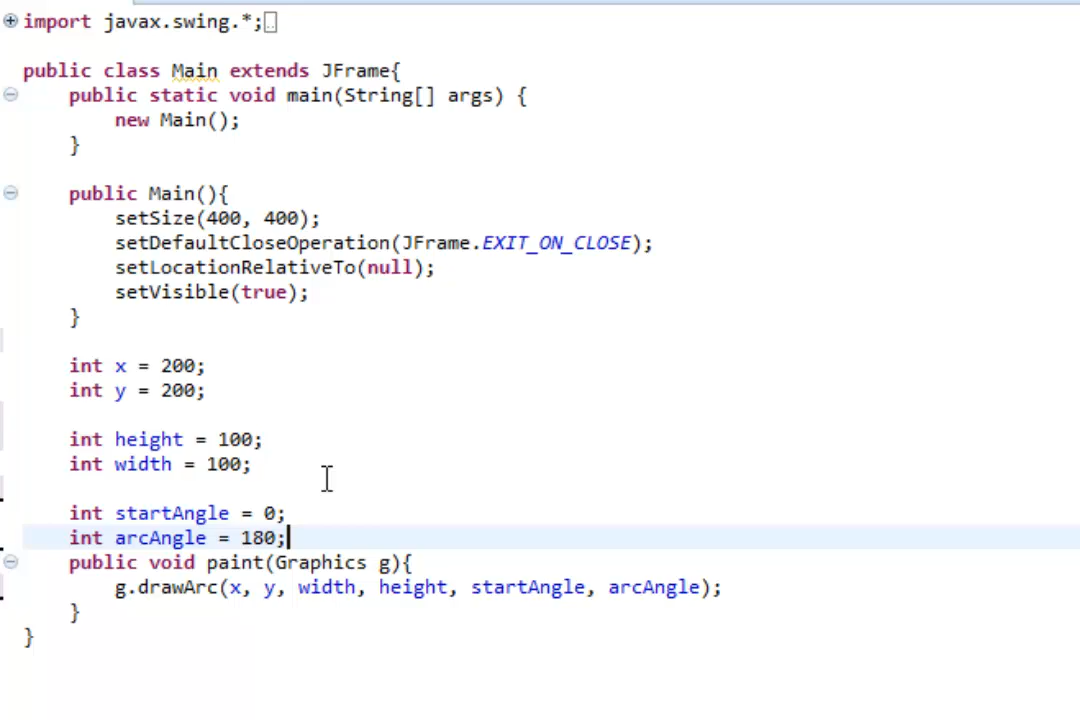 import javax.swing.*;
public class Main extends JFrame{
public static void main(String[] args) {
new Main();
}
public Main(){
setSize(400, 400);
setDefaultCloseOperation(JFrame.EXIT_ON_CLOSE);
setLocationRelativeTo(null);
setVisible(true);
}
int x = 200;
int y = 200;
int height = 100;
int width = 100;
int startAngle = 0;
int arcAngle = 180;
public void paint(Graphics g){
g.drawArc(x, y, width, height, startAngle, arcAngle);
}
}